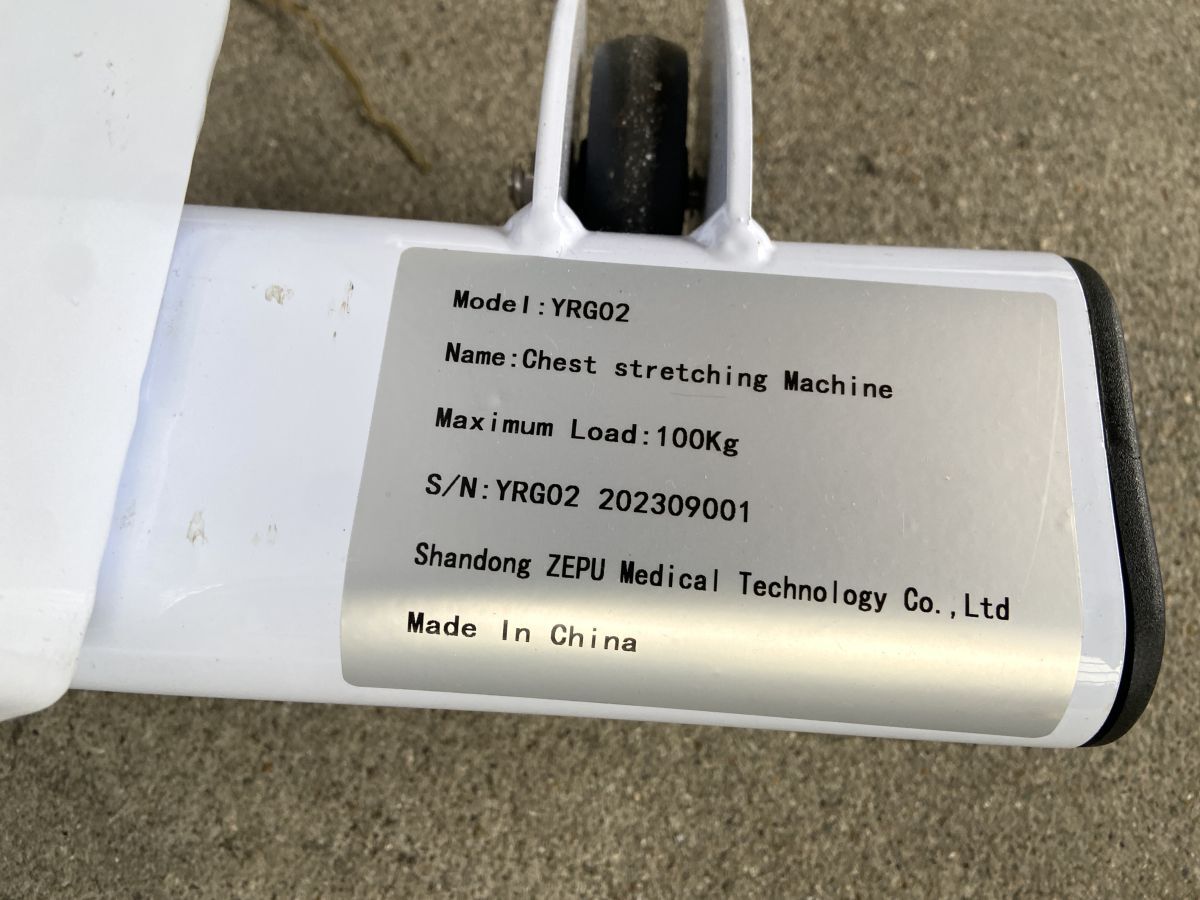 Model:YRG02
Name:Chest stretching Machine
Maximum Load:100Kg
S/N:YRG02 202309001
Shandong ZEPU Medical Technology Co.,Ltd
Made In China